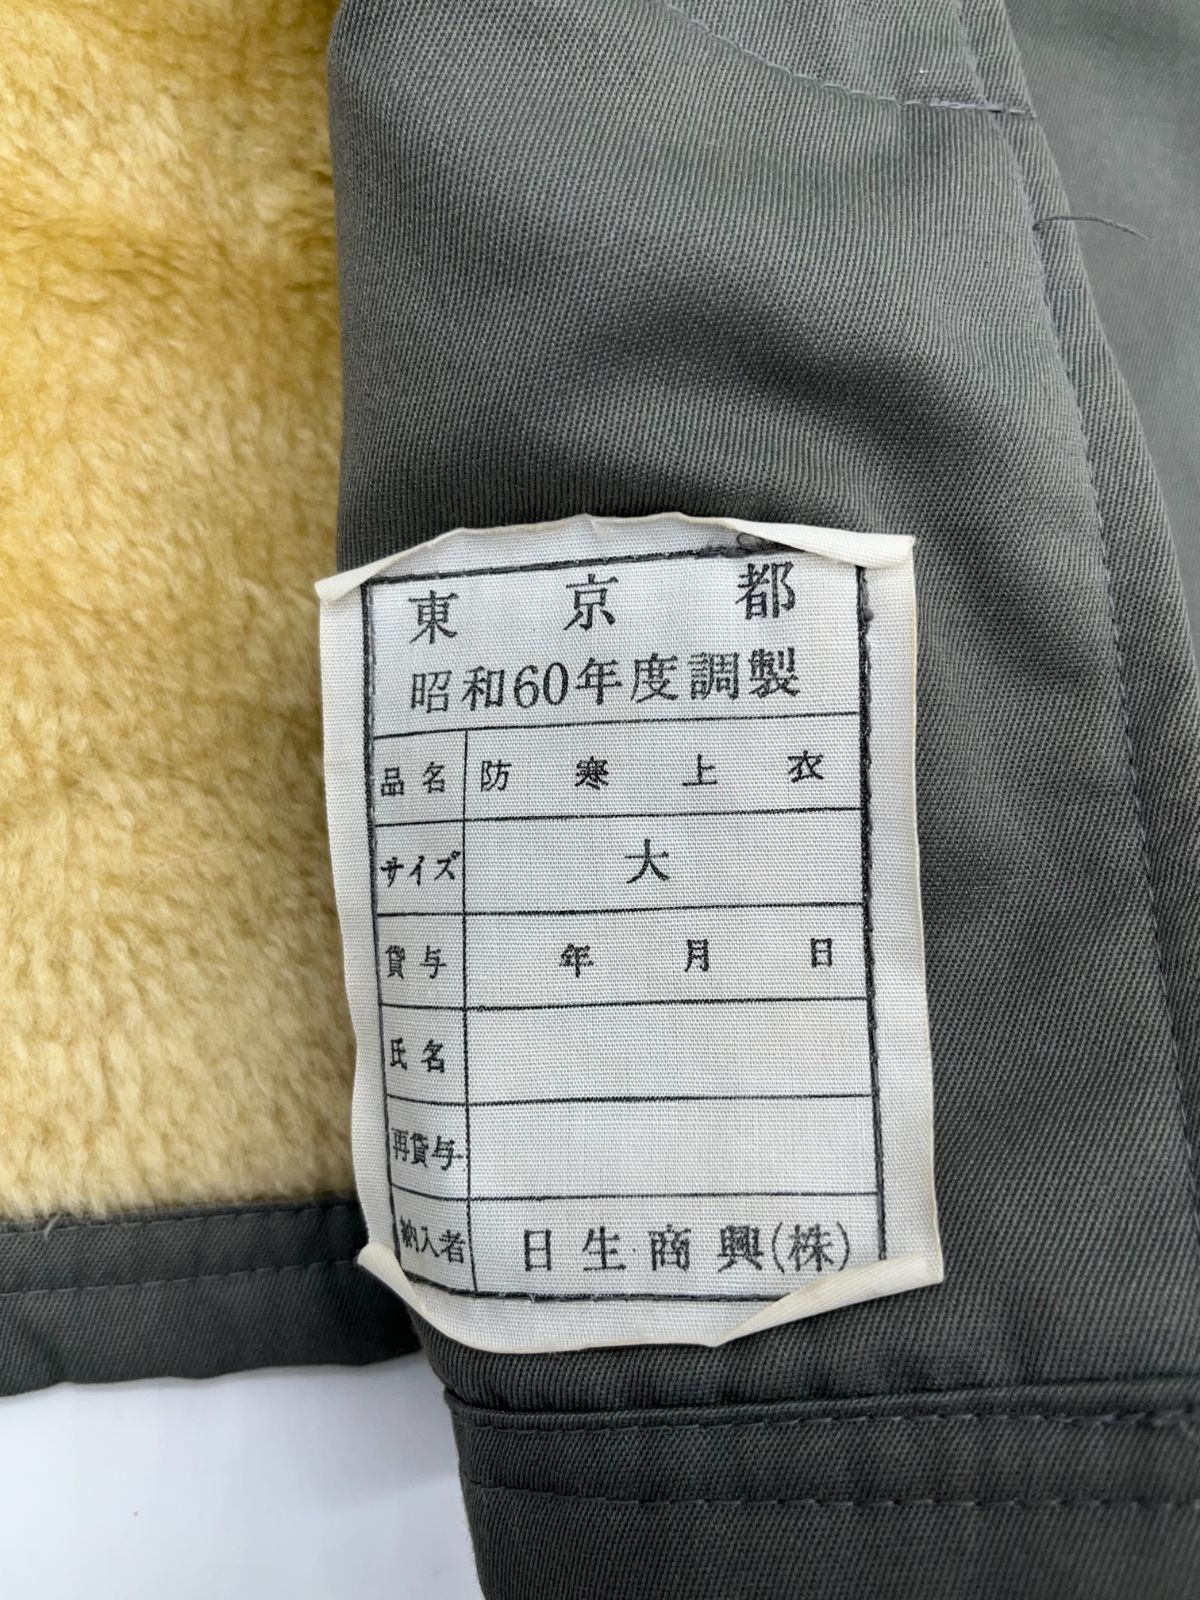 東京都
昭和60年度調製
品名 防寒上衣
サイズ 大
貸与 年 月 日
氏名
再貸与
納入者 日生商興(株)